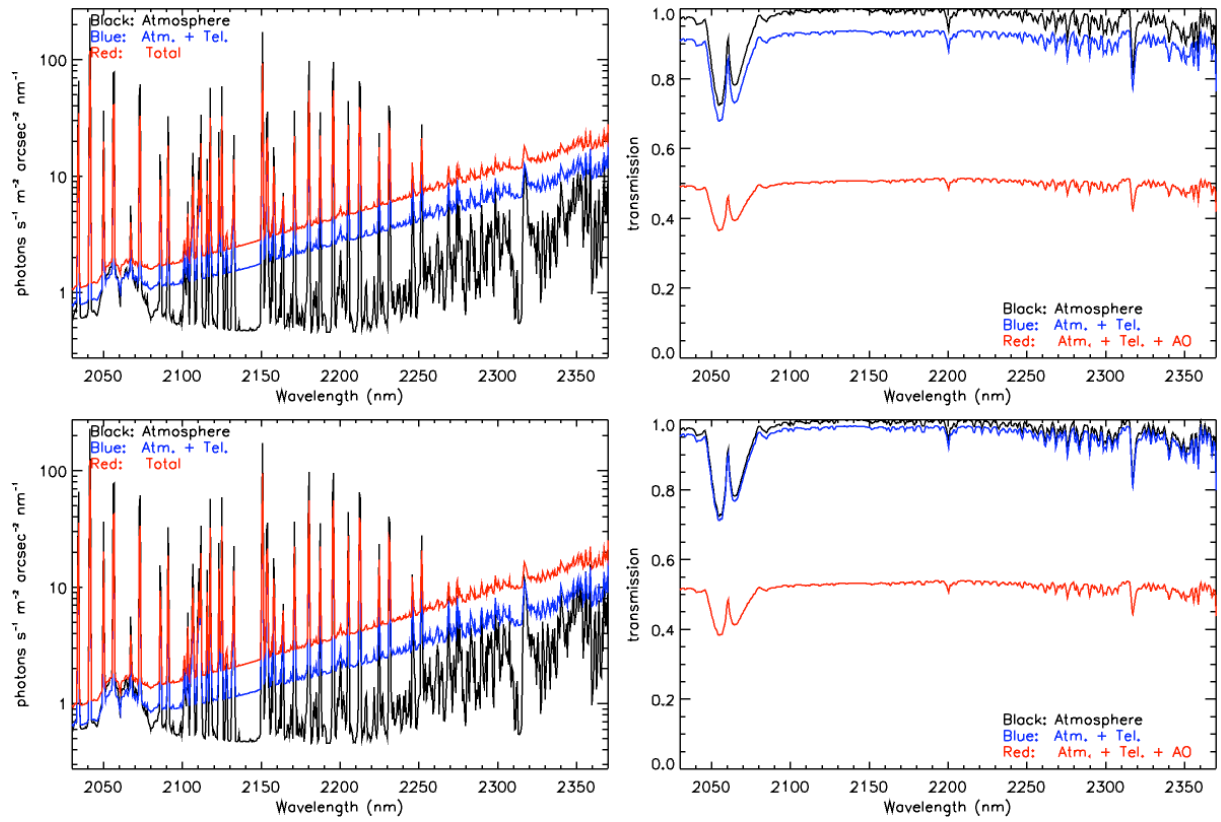 Black: Atmosphere
Blue: Atm. + Tel.
Red: Total
100
10
1
photons s⁻¹ m⁻² arcsec⁻² nm⁻¹
2050 2100 2150 2200 2250 2300 2350
Wavelength (nm)
1.0
0.8
0.6
0.4
0.2
0.0
transmission
Black: Atmosphere
Blue: Atm. + Tel.
Red: Atm. + Tel. + AO
2050 2100 2150 2200 2250 2300 2350
Wavelength (nm)
Black: Atmosphere
Blue: Atm. + Tel.
Red: Total
100
10
1
photons s⁻¹ m⁻² arcsec⁻² nm⁻¹
2050 2100 2150 2200 2250 2300 2350
Wavelength (nm)
1.0
0.8
0.6
0.4
0.2
0.0
transmission
Black: Atmosphere
Blue: Atm. + Tel.
Red: Atm. + Tel. + AO
2050 2100 2150 2200 2250 2300 2350
Wavelength (nm)